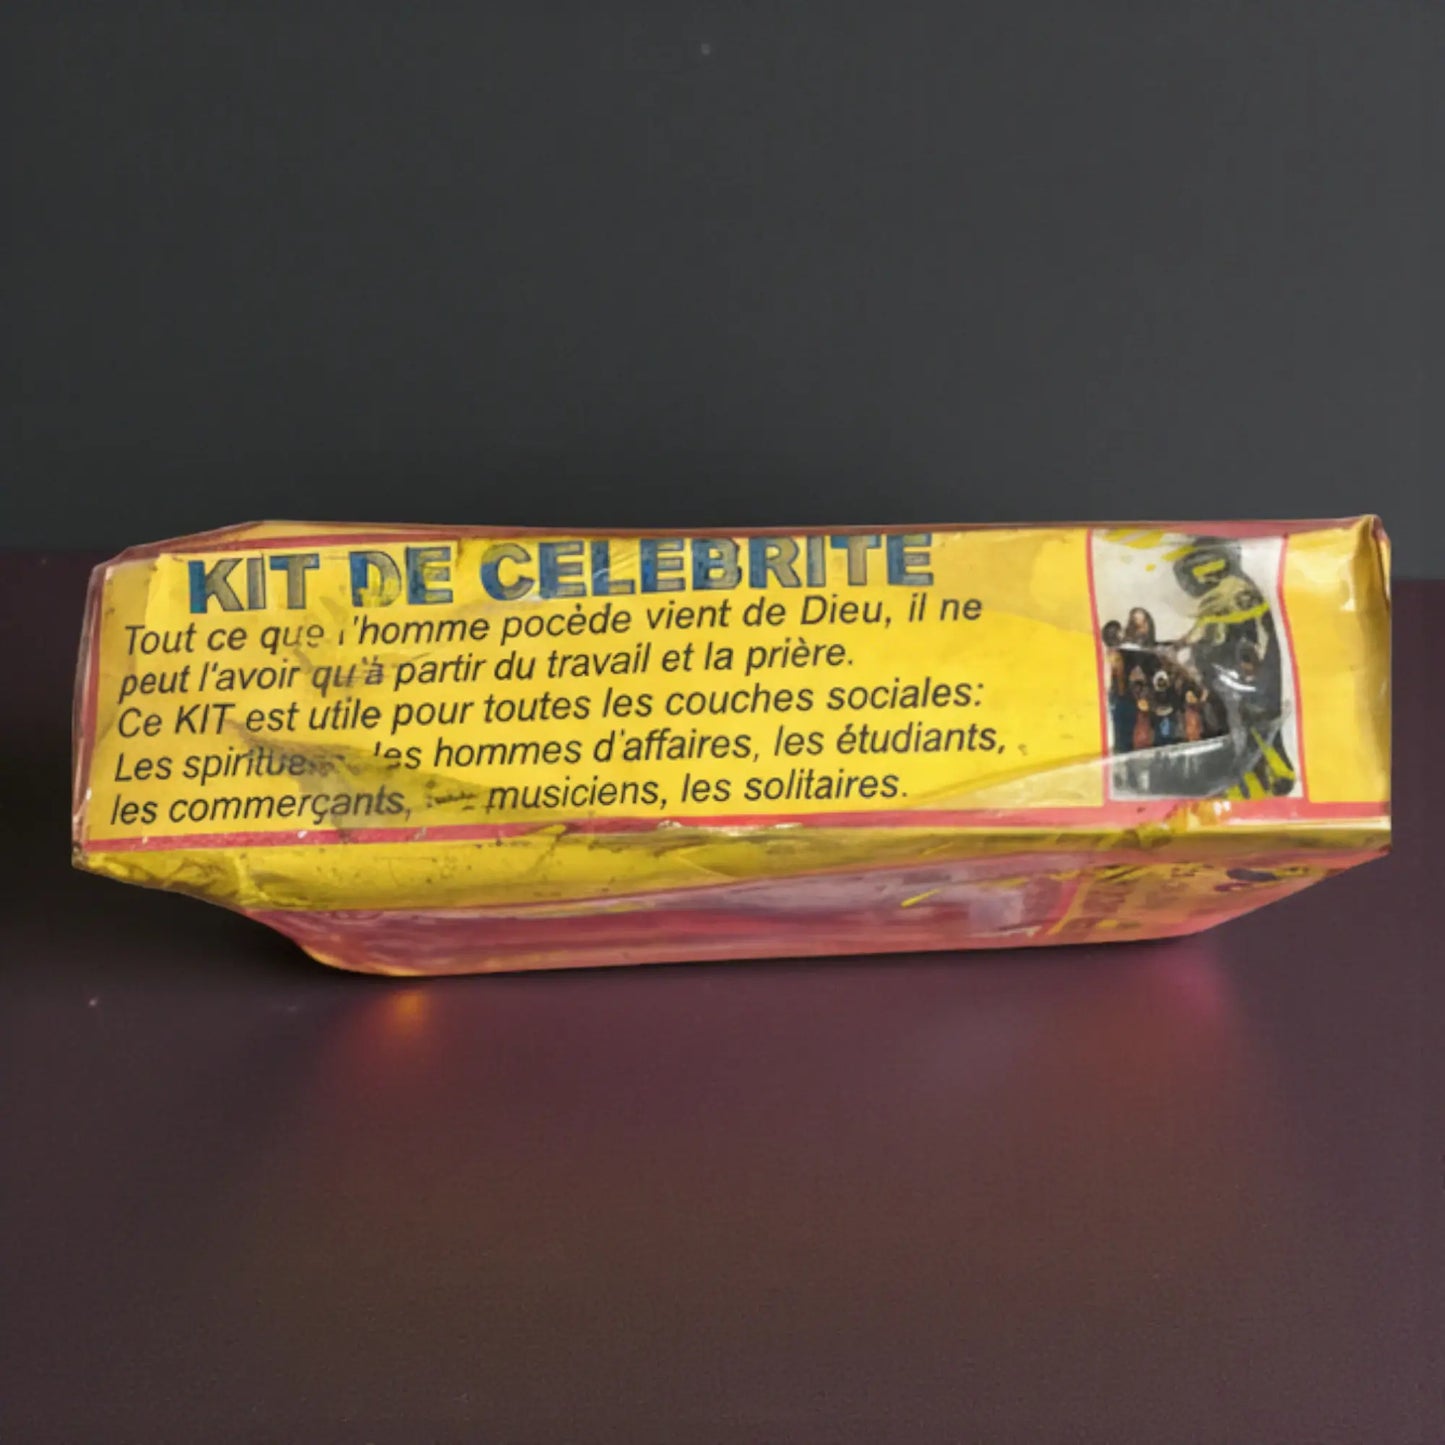 KIT DE CELEBRITE
Tout ce que l'homme pocède vient de Dieu, il ne
peut l'avoir qu'à partir du travail et la prière.
Ce KIT est utile pour toutes les couches sociales:
Les hommes d'affaires, les étudiants,
les commerçants, musiciens, les solitaires.